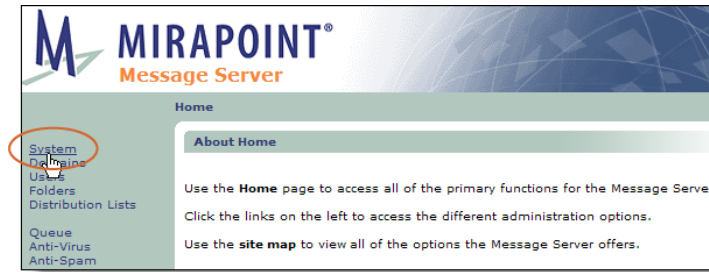 MIRAPOINT®
Message Server
Home
System
Domains
Users
Folders
Distribution Lists
Queue
Anti-Virus
Anti-Spam
About Home
Use the Home page to access all of the primary functions for the Message Serve
Click the links on the left to access the different administration options.
Use the site map to view all of the options the Message Server offers.